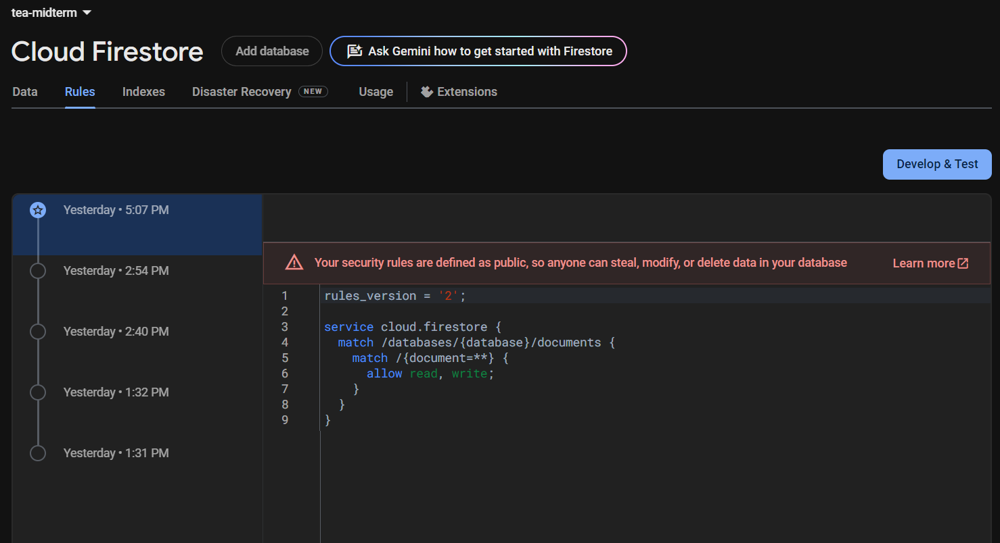 tea-midterm
Cloud Firestore
Add database
Ask Gemini how to get started with Firestore
Data Rules Indexes Disaster Recovery NEW Usage Extensions
Develop & Test
Yesterday • 5:07 PM
Yesterday • 2:54 PM
Yesterday • 2:40 PM
Yesterday • 1:32 PM
Yesterday • 1:31 PM
Your security rules are defined as public, so anyone can steal, modify, or delete data in your database Learn more
1 rules_version = '2';
2
3 service cloud.firestore {
4   match /databases/{database}/documents {
5     match /{document=**} {
6       allow read, write;
7     }
8   }
9 }